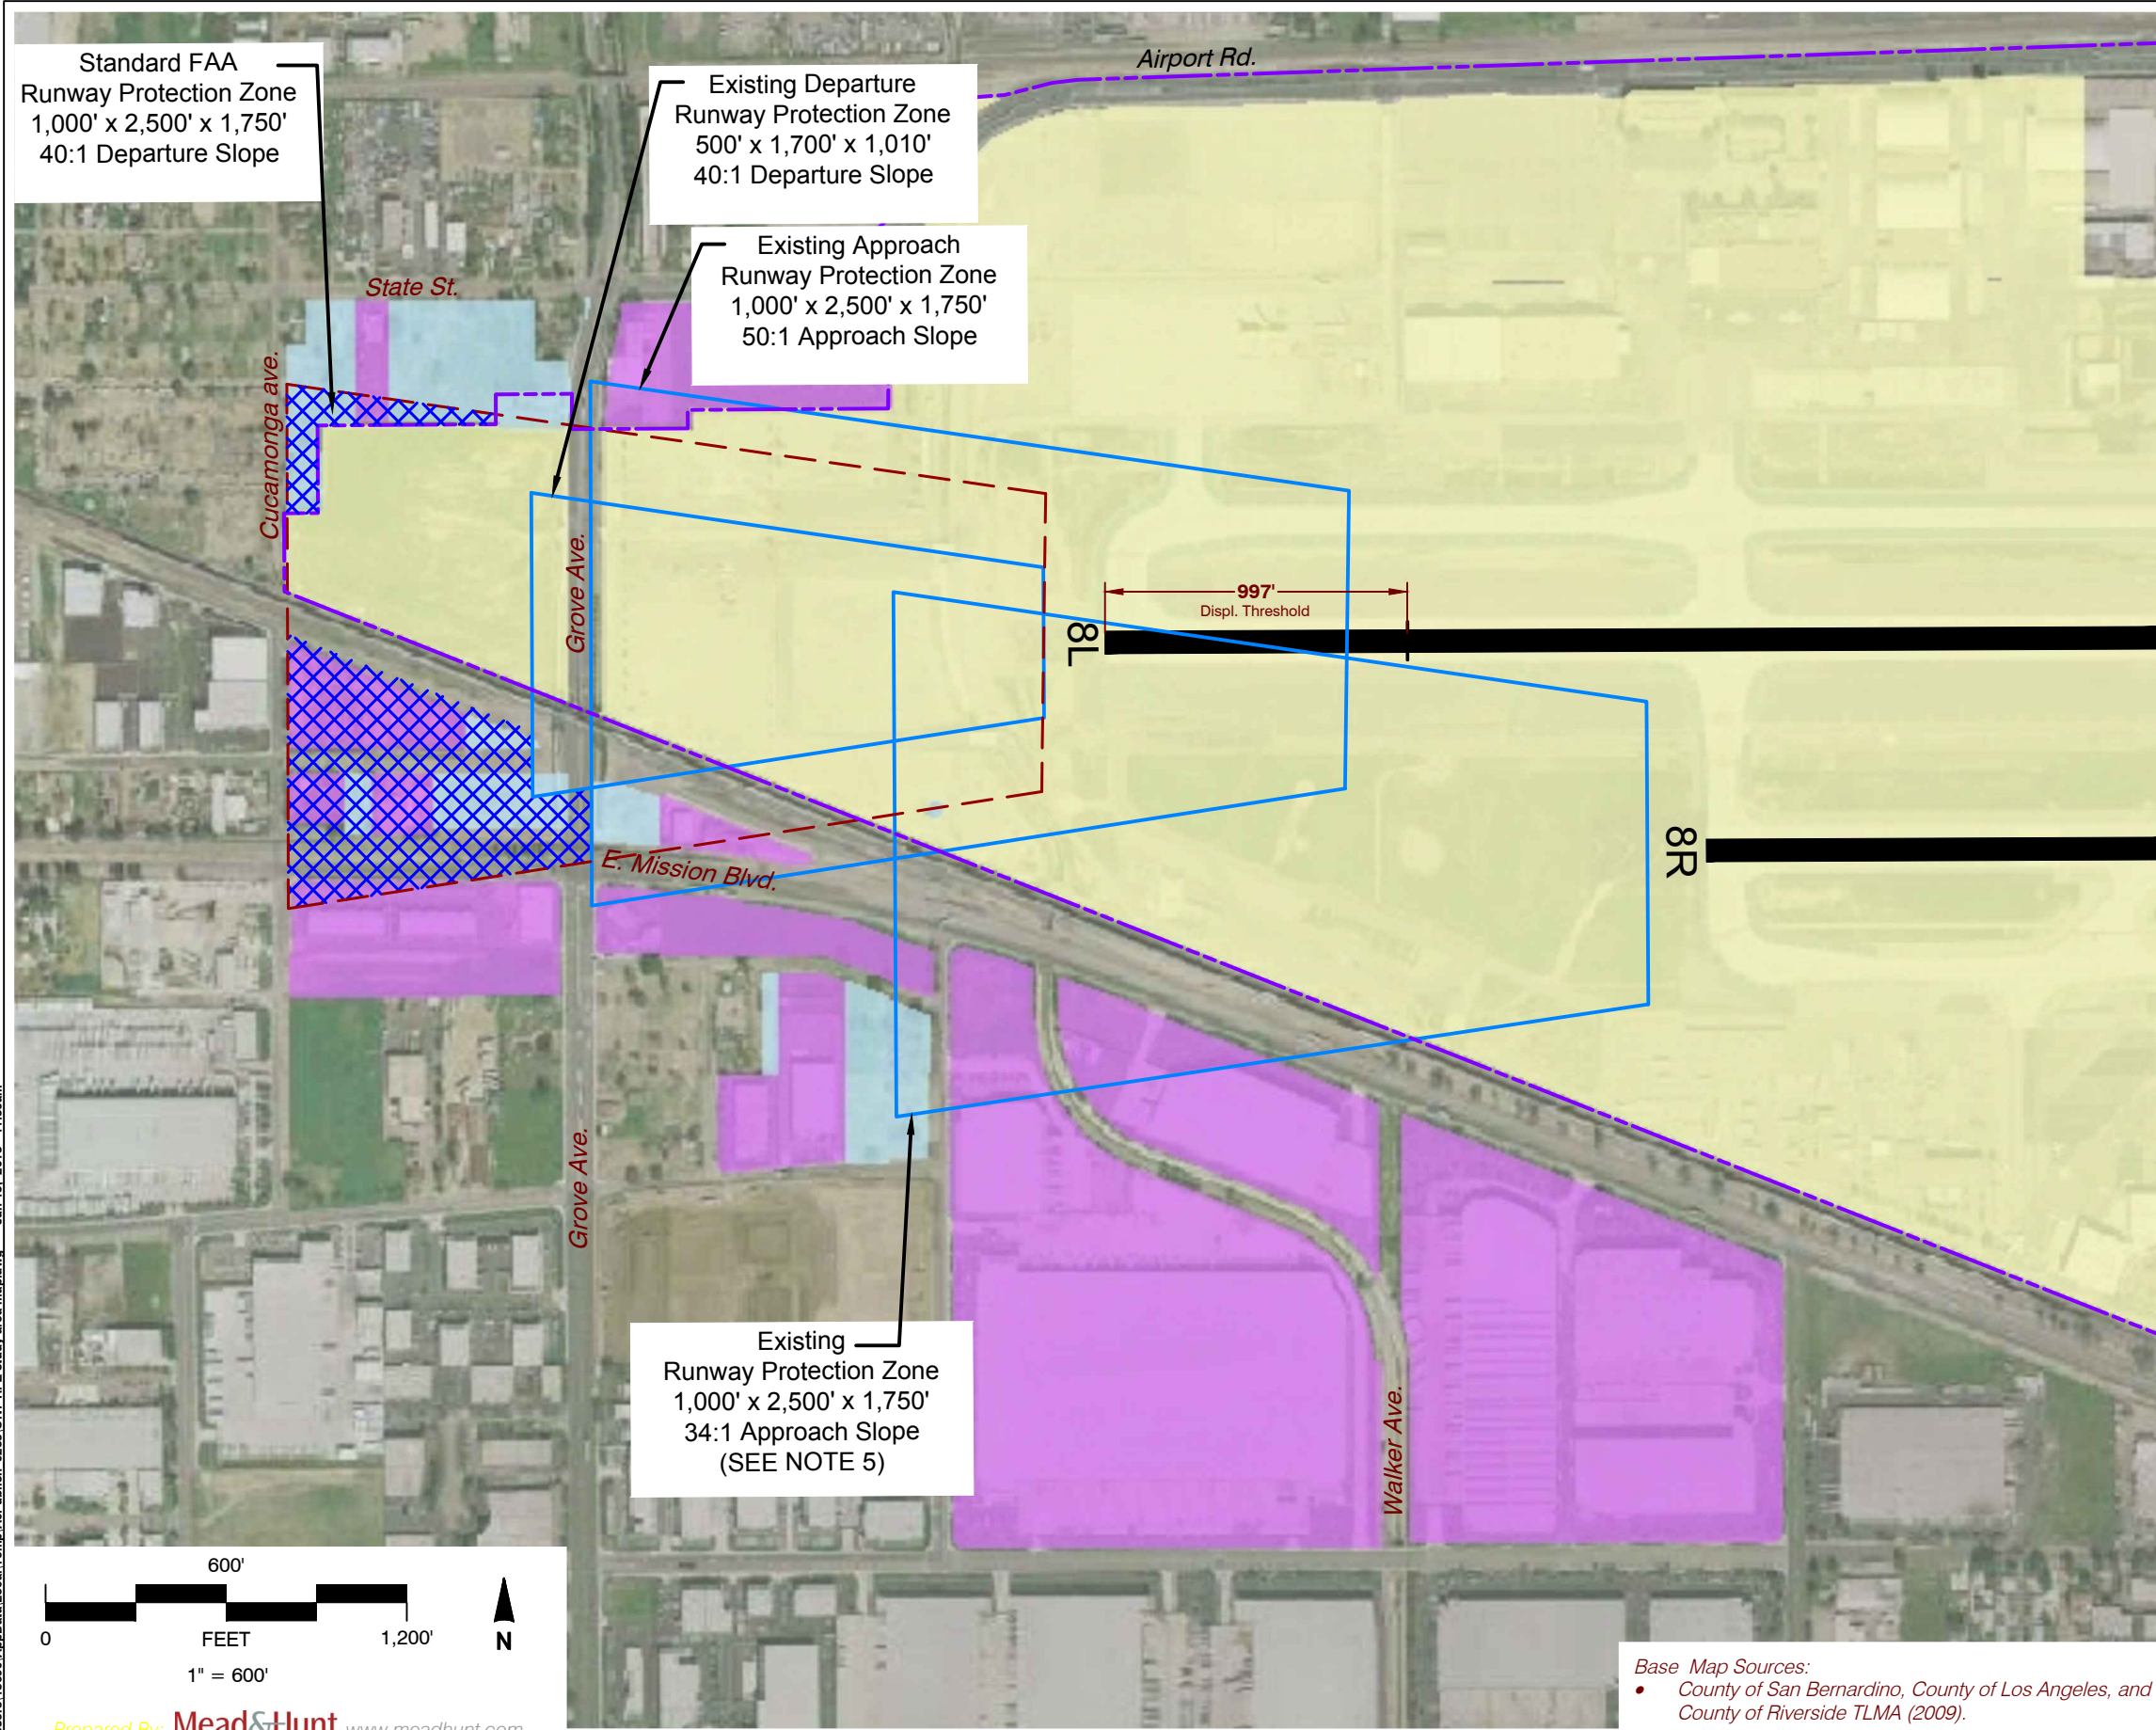 Standard FAA
Runway Protection Zone
1,000' x 2,500' x 1,750'
40:1 Departure Slope
Existing Departure
Runway Protection Zone
500' x 1,700' x 1,010'
40:1 Departure Slope
Airport Rd.
Existing Approach
Runway Protection Zone
1,000' x 2,500' x 1,750'
50:1 Approach Slope
State St.
Cucamonga ave.
Grove Ave.
997'
Displ. Threshold
8L
8R
E. Mission Blvd.
Grove Ave.
Existing
Runway Protection Zone
1,000' x 2,500' x 1,750'
34:1 Approach Slope
(SEE NOTE 5)
Walker Ave.
600'
0 FEET 1,200'
N
1" = 600'
Prepared By: Mead&Hunt www.meadhunt.com
Base Map Sources:
• County of San Bernardino, County of Los Angeles, and
County of Riverside TLMA (2009).